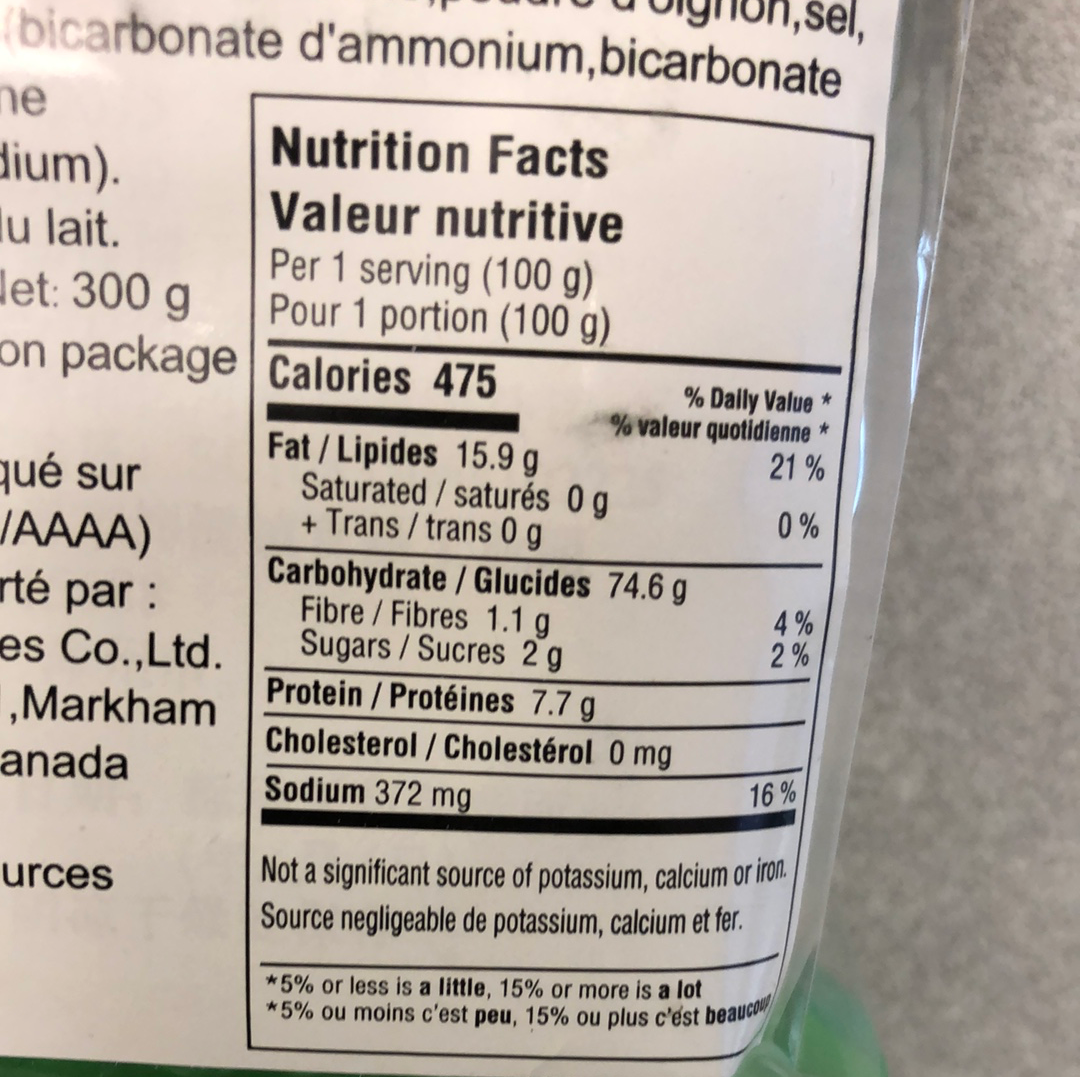 oignon,sel,
(bicarbonate d'ammonium,bicarbonate
ne
dium).
du lait.
Net: 300 g
on package
qué sur
/AAAA)
rté par :
es Co.,Ltd.
,Markham
anada
urces
Nutrition Facts
Valeur nutritive
Per 1 serving (100 g)
Pour 1 portion (100 g)
Calories 475
% Daily Value *
% valeur quotidienne *
Fat / Lipides 15.9 g 21 %
Saturated / saturés 0 g
+ Trans / trans 0 g 0 %
Carbohydrate / Glucides 74.6 g
Fibre / Fibres 1.1 g 4 %
Sugars / Sucres 2 g 2 %
Protein / Protéines 7.7 g
Cholesterol / Cholestérol 0 mg
Sodium 372 mg 16 %
Not a significant source of potassium, calcium or iron.
Source negligeable de potassium, calcium et fer.
*5% or less is a little, 15% or more is a lot
*5% ou moins c'est peu, 15% ou plus c'est beaucoup